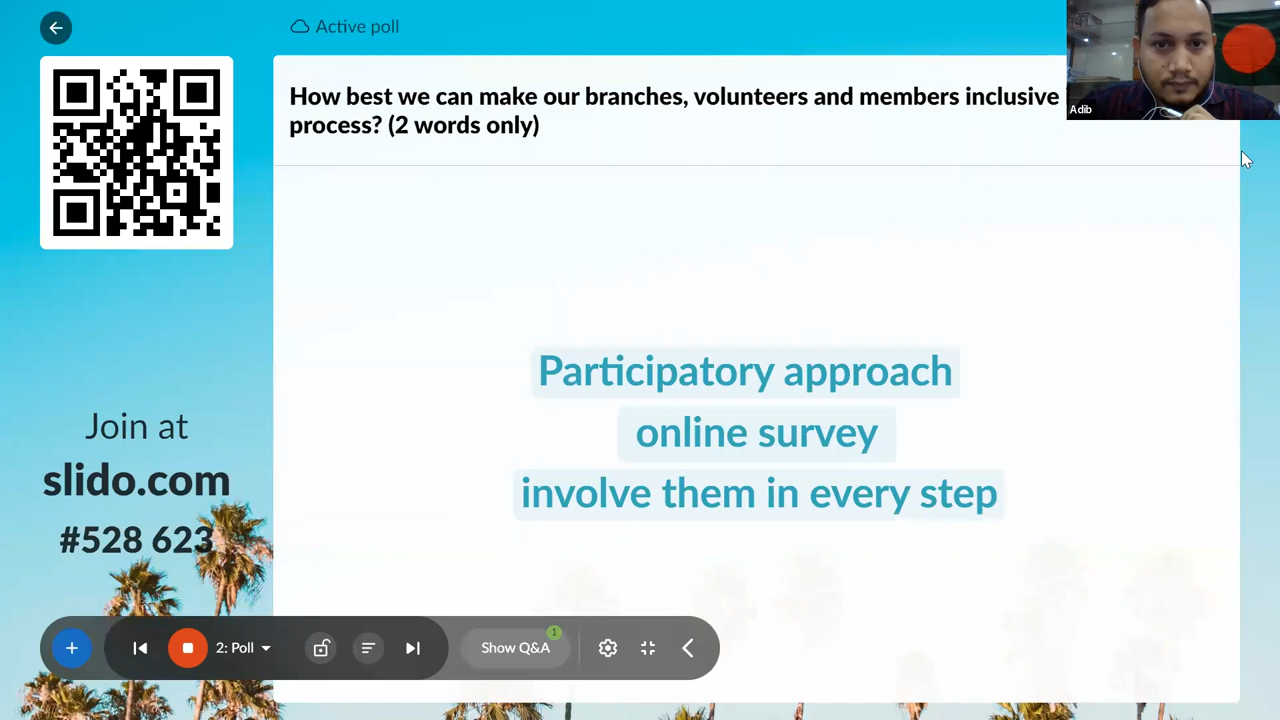 Active poll
How best we can make our branches, volunteers and members inclusive
process? (2 words only)
Adib
Participatory approach
online survey
involve them in every step
Join at
slido.com
#528 623
2: Poll
Show Q&A
1